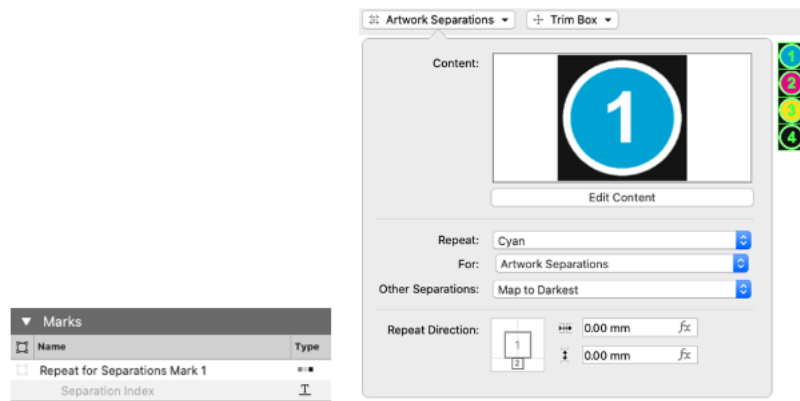 Artwork Separations
Trim Box
Content:
1
Edit Content
Repeat: Cyan
For: Artwork Separations
Other Separations: Map to Darkest
Repeat Direction:
1
2
0.00 mm fx
0.00 mm fx
1
2
3
4
Marks
Name Type
Repeat for Separations Mark 1
Separation Index T